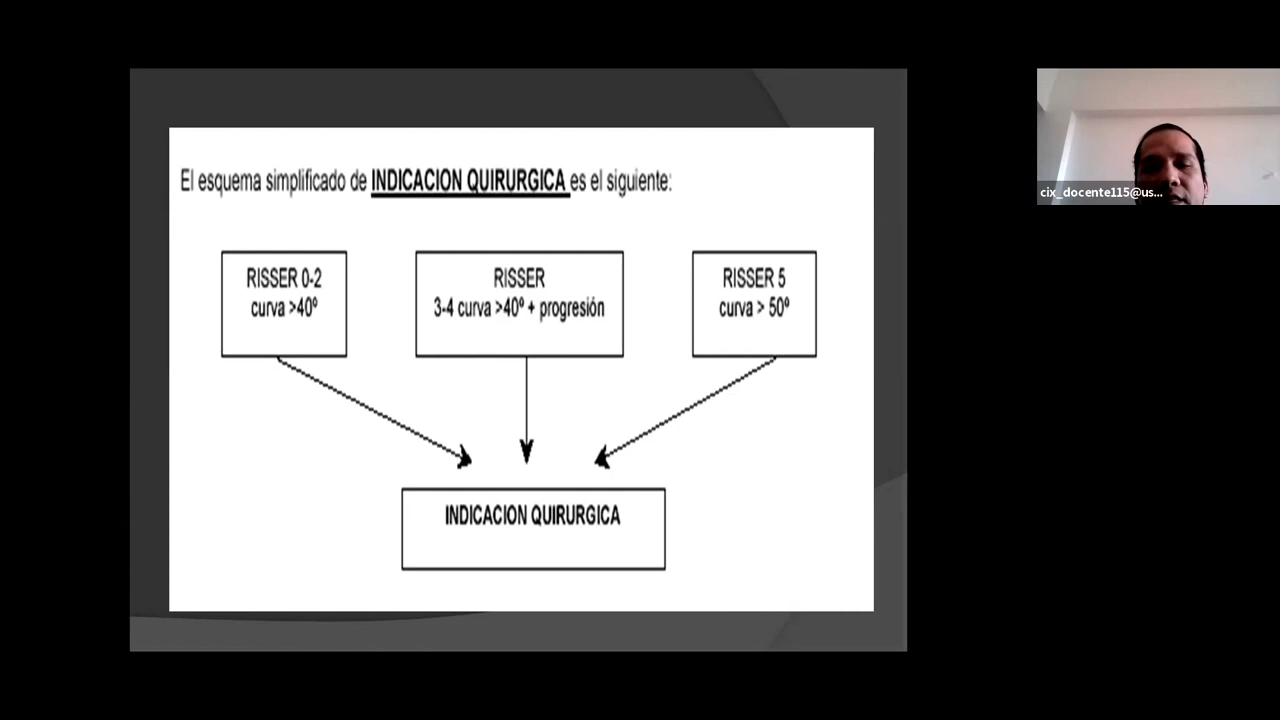 El esquema simplificado de INDICACION QUIRURGICA es el siguiente:
RISSER 0-2
curva >40º
RISSER
3-4 curva >40º + progresión
RISSER 5
curva > 50º
INDICACION QUIRURGICA
cix_docente115@us...